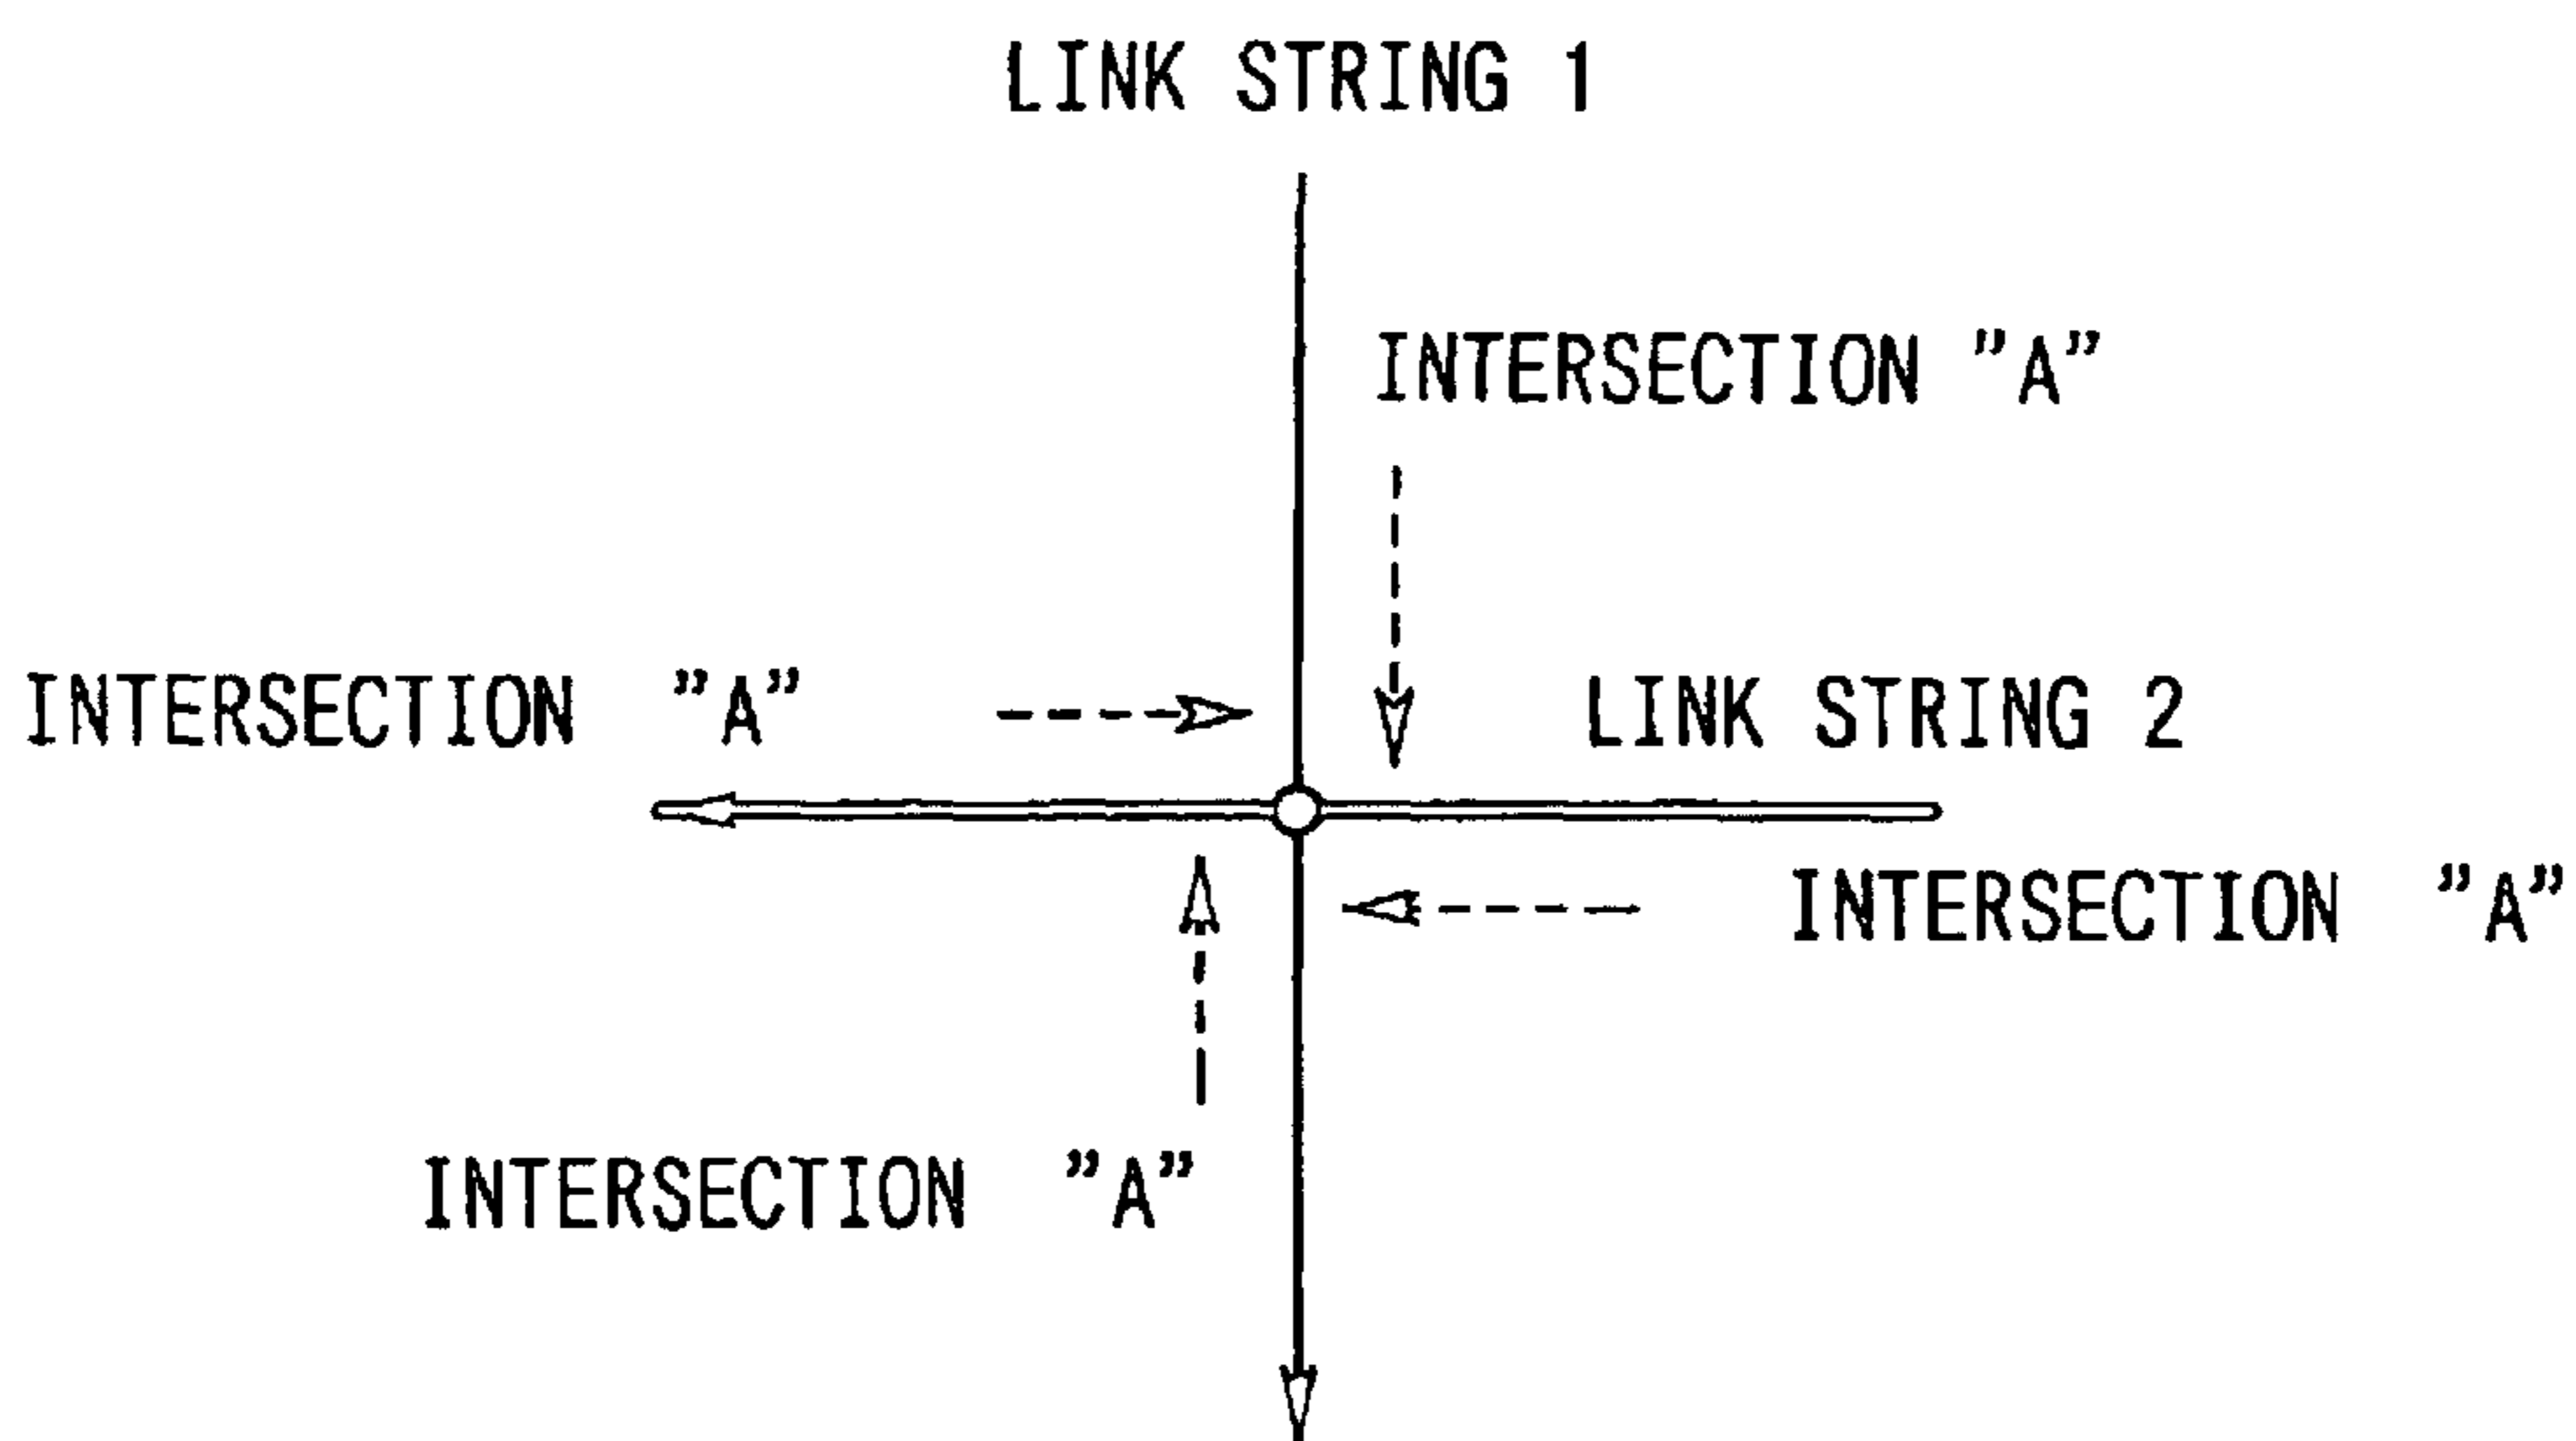 LINK STRING 1
INTERSECTION ”A”
INTERSECTION ”A”
LINK STRING 2
INTERSECTION ”A”
INTERSECTION ”A”